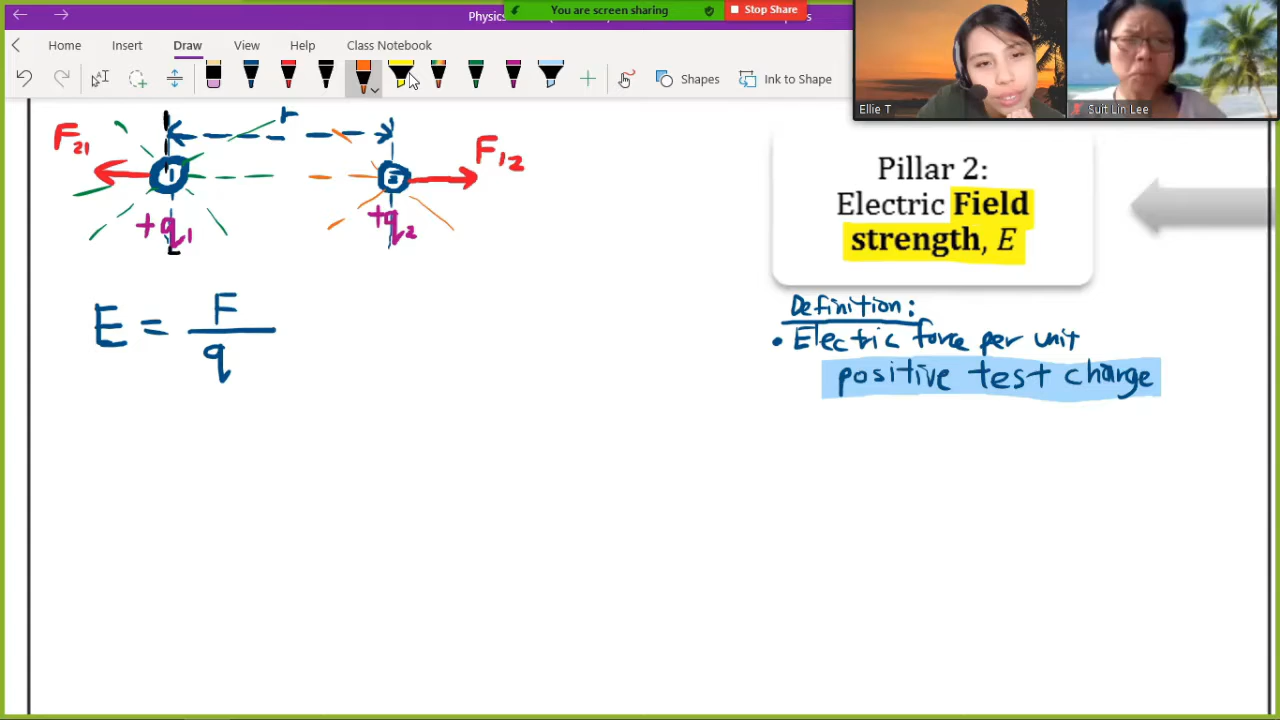 You are screen sharing
Stop Share
Physics
Home Insert Draw View Help Class Notebook
Shapes
Ink to Shape
Ellie T
Suit Lin Lee
r
F21
F12
1
2
+q1
+q2
E = F
q
Pillar 2:
Electric Field
strength, E
Definition:
• Electric force per unit
positive test charge